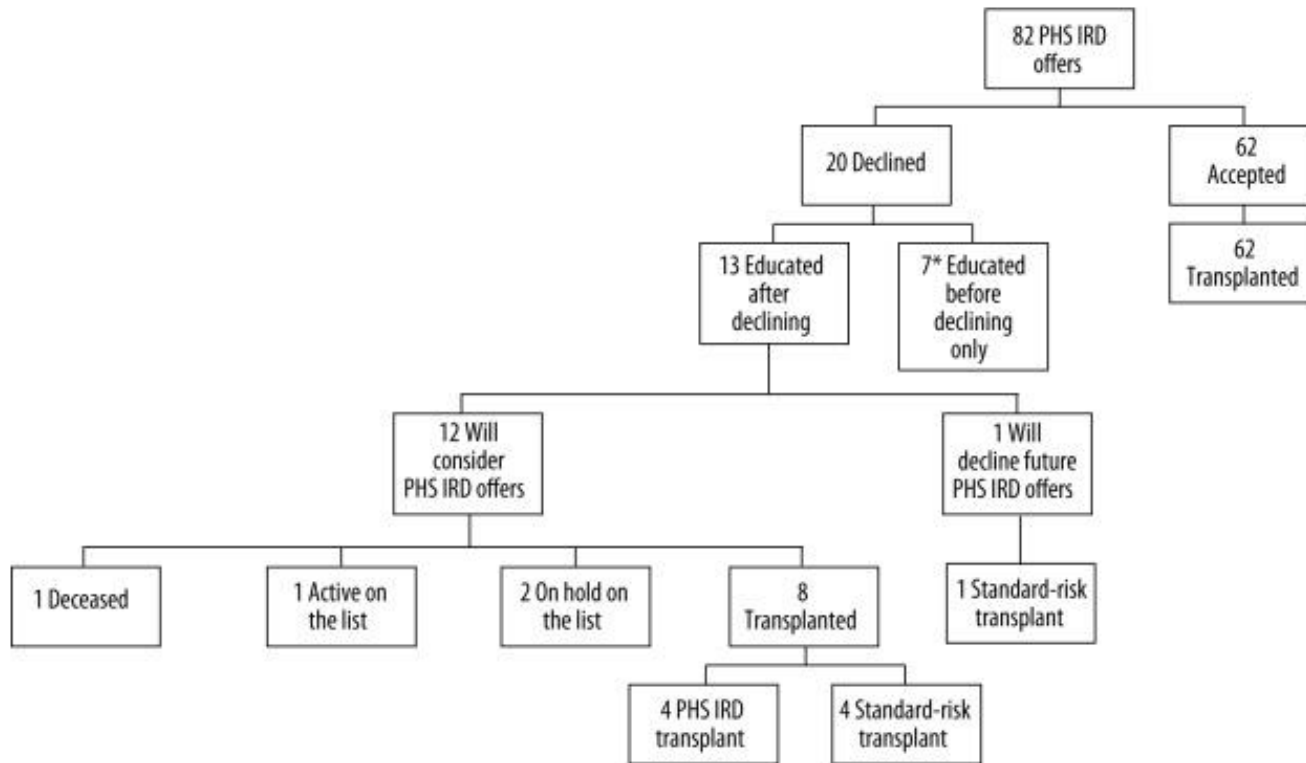 82 PHS IRD
offers
20 Declined
62
Accepted
13 Educated
after
declining
7* Educated
before
declining
only
62
Transplanted
12 Will
consider
PHS IRD offers
1 Will
decline future
PHS IRD offers
1 Deceased
1 Active on
the list
2 On hold on
the list
8
Transplanted
1 Standard-risk
transplant
4 PHS IRD
transplant
4 Standard-risk
transplant